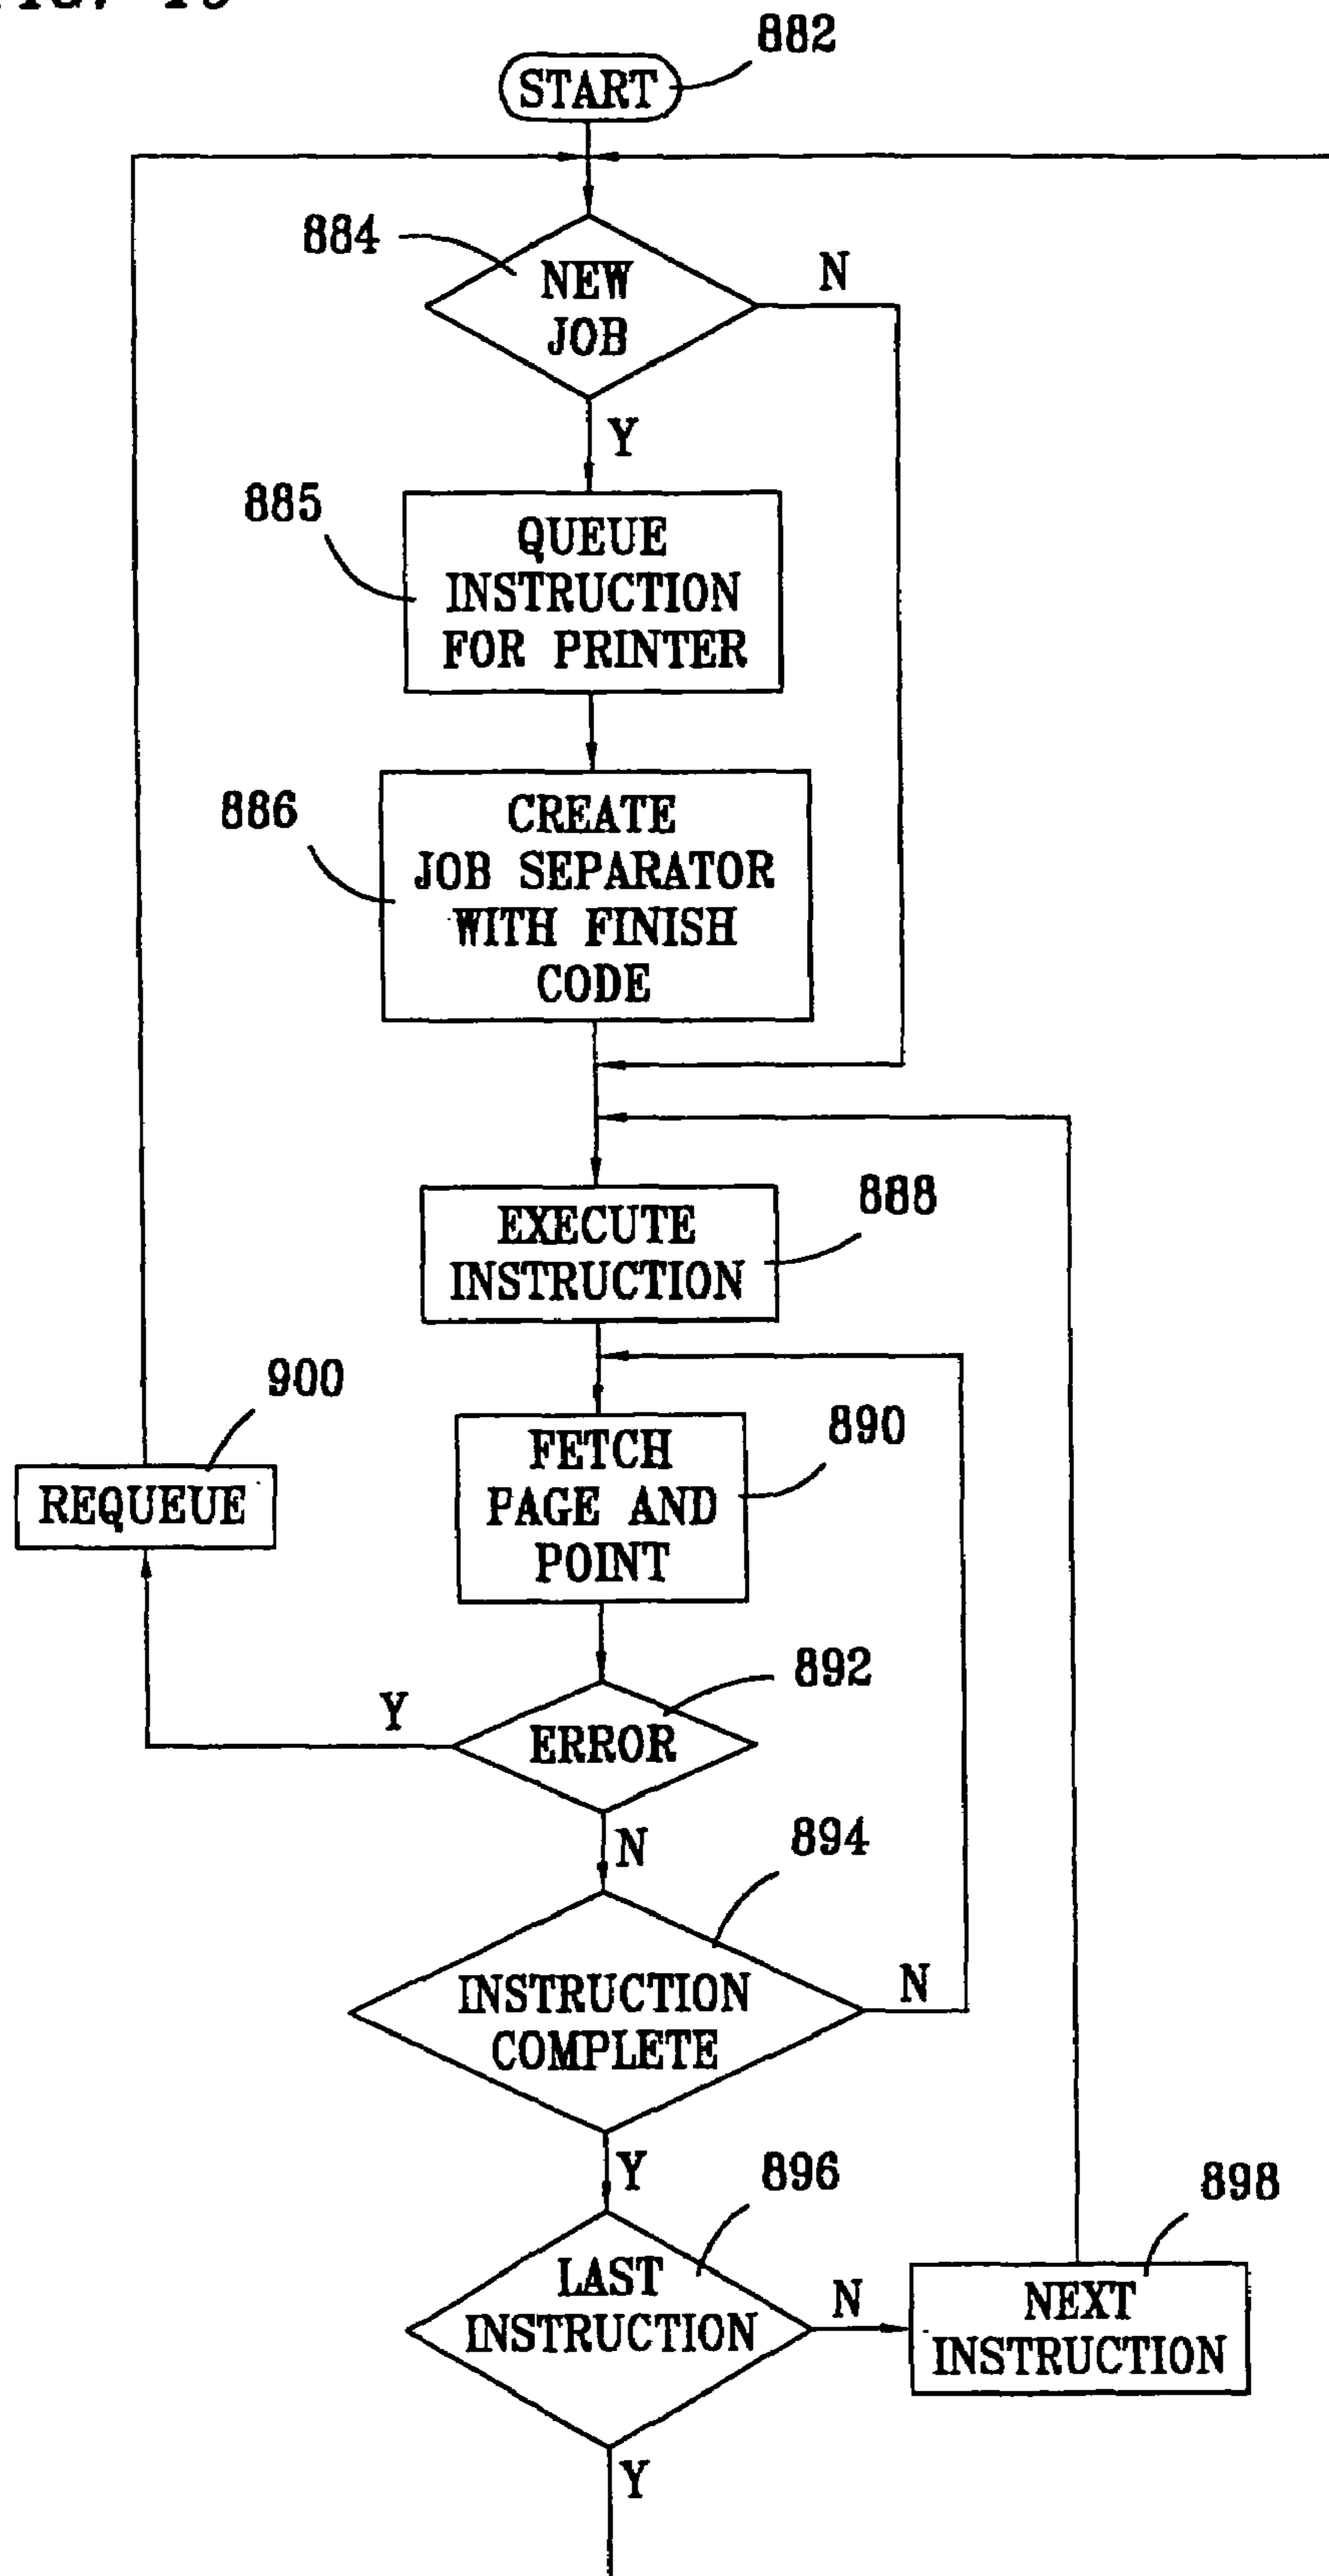 882
START
884
NEW
JOB
N
Y
885
QUEUE
INSTRUCTION
FOR PRINTER
886
CREATE
JOB SEPARATOR
WITH FINISH
CODE
888
EXECUTE
INSTRUCTION
900
REQUEUE
890
FETCH
PAGE AND
POINT
892
Y
ERROR
N
894
INSTRUCTION
COMPLETE
N
Y
896
LAST
INSTRUCTION
N
898
NEXT
INSTRUCTION
Y